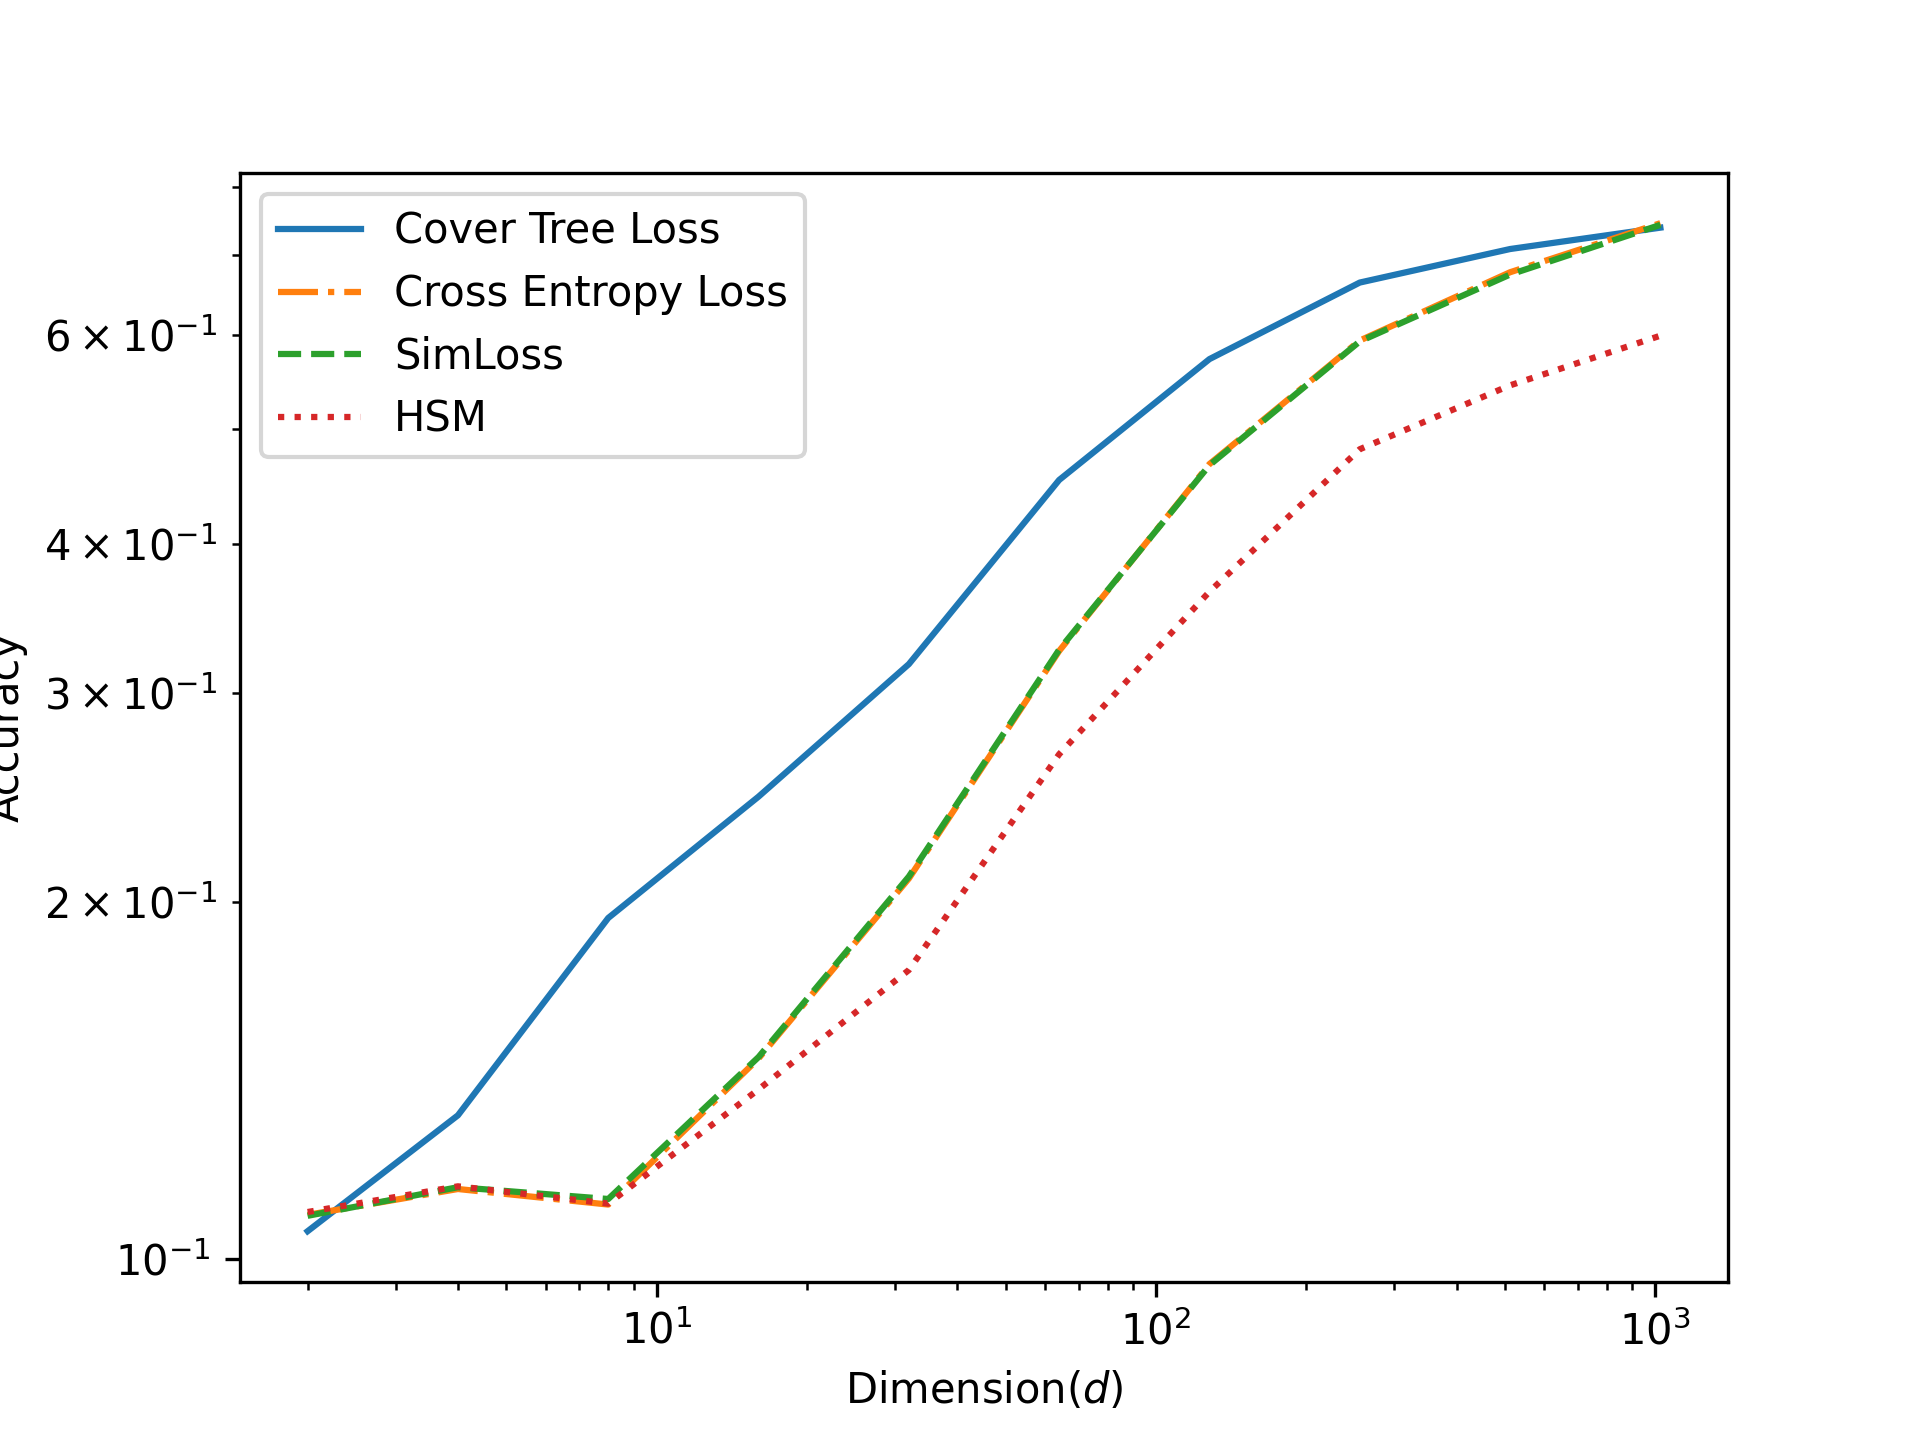 Cover Tree Loss
Cross Entropy Loss
SimLoss
HSM
6 × 10⁻¹
4 × 10⁻¹
3 × 10⁻¹
2 × 10⁻¹
10⁻¹
Accuracy
10¹ 10² 10³
Dimension(d)